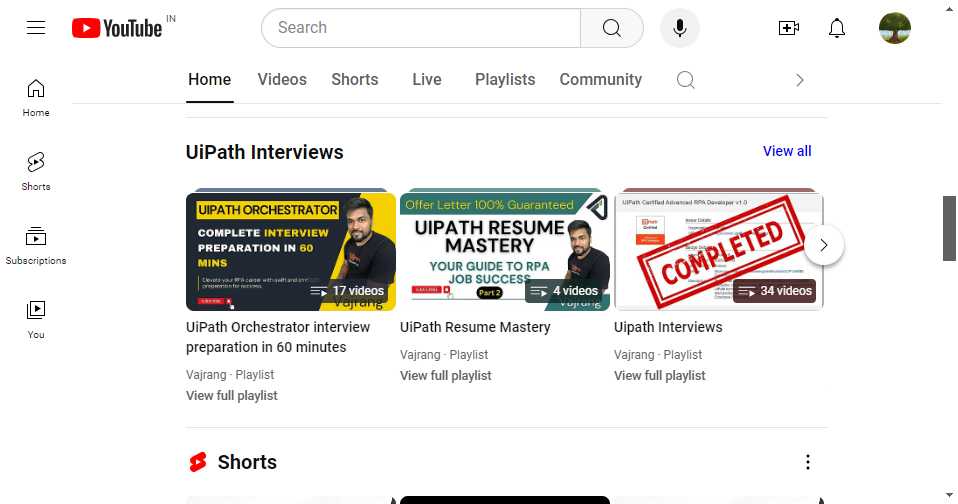 YouTube IN
Search
Home Videos Shorts Live Playlists Community
Home
Shorts
Subscriptions
You
UiPath Interviews View all
UIPATH ORCHESTRATOR
COMPLETE INTERVIEW
PREPARATION IN 60
MINS
Elevate your RPA career with
preparation for success.
17 videos
Vajrang
UiPath Orchestrator interview
preparation in 60 minutes
Vajrang · Playlist
View full playlist
Offer Letter 100% Guaranteed
UIPATH RESUME
MASTERY
YOUR GUIDE TO RPA
JOB SUCCESS
Part 2
4 videos
Vajrang
UiPath Resume Mastery
Vajrang · Playlist
View full playlist
UiPath Certified Advanced RPA Developer v1.0
COMPLETED
34 videos
Uipath Interviews
Vajrang · Playlist
View full playlist
Shorts